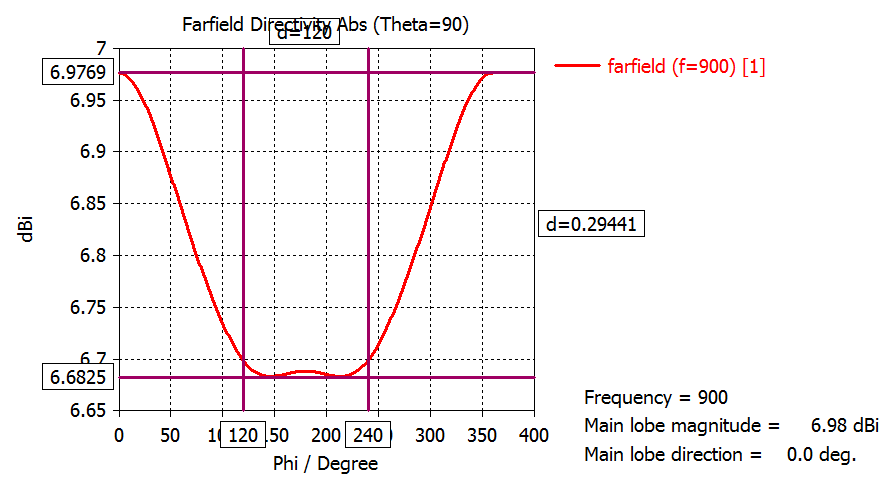 Farfield Directivity Abs (Theta=90)
d=120
7
6.9769
6.95
6.9
6.85
6.8
6.75
6.7
6.6825
6.65
dBi
0 50 120 200 240 300 350 400
Phi / Degree
farfield (f=900) [1]
d=0.29441
Frequency = 900
Main lobe magnitude = 6.98 dBi
Main lobe direction = 0.0 deg.